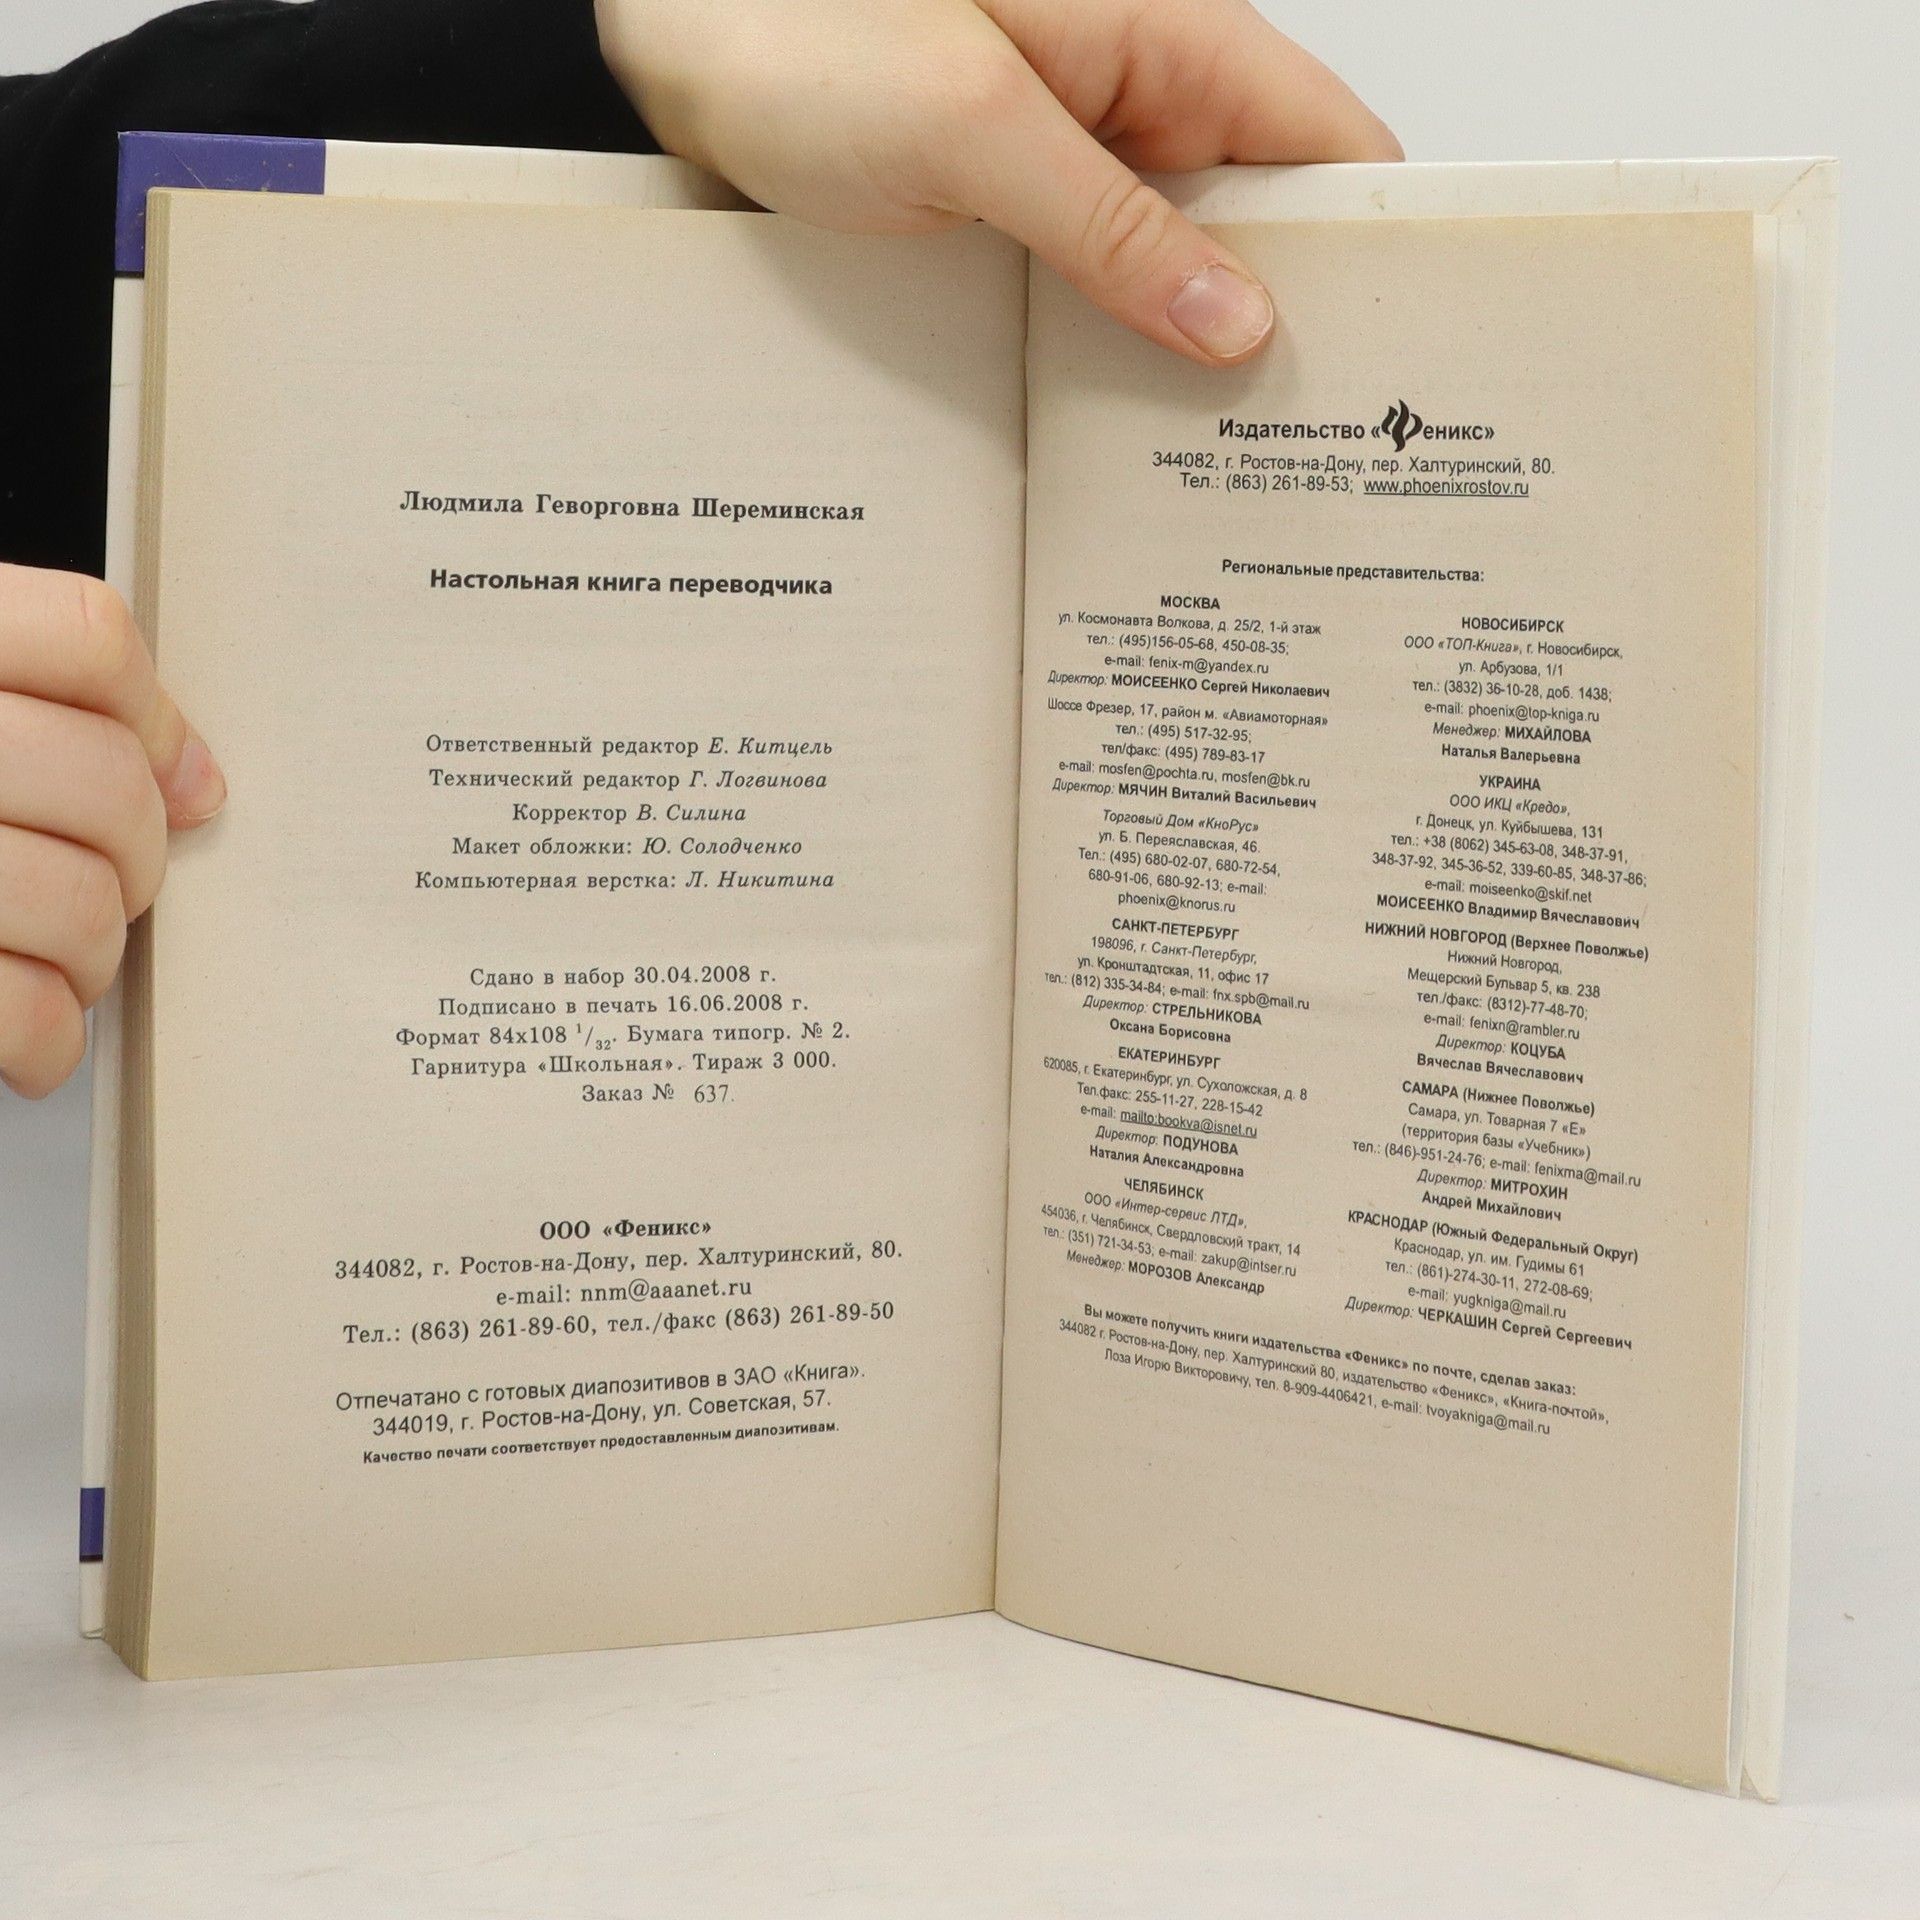 Людмила Геворговна Шереминская
Настольная книга переводчика
Ответственный редактор Е. Китцель
Технический редактор Г. Логвинова
Корректор В. Силина
Макет обложки: Ю. Солодченко
Компьютерная верстка: Л. Никитина
Сдано в набор 30.04.2008 г.
Подписано в печать 16.06.2008 г.
Формат 84х108 1/32. Бумага типогр. № 2.
Гарнитура «Школьная». Тираж 3 000.
Заказ № 637.
ООО «Феникс»
344082, г. Ростов-на-Дону, пер. Халтуринский, 80.
e-mail: nnm@aaanet.ru
Тел.: (863) 261-89-60, тел./факс (863) 261-89-50
Отпечатано с готовых диапозитивов в ЗАО «Книга».
344019, г. Ростов-на-Дону, ул. Советская, 57.
Качество печати соответствует предоставленным диапозитивам.
Издательство «Феникс»
344082, г. Ростов-на-Дону, пер. Халтуринский, 80.
Тел.: (863) 261-89-53; www.phoenixrostov.ru
Региональные представительства:
МОСКВА
ул. Космонавта Волкова, д. 25/2, 1-й этаж
тел.: (495)156-05-68, 450-08-35;
e-mail: fenix-m@yandex.ru
Директор: МОИСЕЕНКО Сергей Николаевич
Шоссе Фрезер, 17, район м. «Авиамоторная»
тел.: (495) 517-32-95;
тел/факс: (495) 789-83-17
e-mail: mosfen@pochta.ru, mosfen@bk.ru
Директор: МЯЧИН Виталий Васильевич
Торговый Дом «КноРус»
ул. Б. Переяславская, 46.
Тел.: (495) 680-02-07, 680-72-54,
680-91-06, 680-92-13; e-mail:
phoenix@knorus.ru
САНКТ-ПЕТЕРБУРГ
198096, г. Санкт-Петербург,
ул. Кронштадтская, 11, офис 17
тел.: (812) 335-34-84; e-mail: fnx.spb@mail.ru
Директор: СТРЕЛЬНИКОВА
Оксана Борисовна
ЕКАТЕРИНБУРГ
620085, г. Екатеринбург, ул. Сухоложская, д. 8
Тел.факс: 255-11-27, 228-15-42
e-mail: mailto:bookva@isnet.ru
Директор: ПОДУНОВА
Наталия Александровна
ЧЕЛЯБИНСК
ООО «Интер-сервис ЛТД»,
454036, г. Челябинск, Свердловский тракт, 14
тел.: (351) 721-34-53; e-mail: zakup@intser.ru
Менеджер: МОРОЗОВ Александр
НОВОСИБИРСК
ООО «ТОП-Книга», г. Новосибирск,
ул. Арбузова, 1/1
тел.: (3832) 36-10-28, доб. 1438;
e-mail: phoenix@top-kniga.ru
Менеджер: МИХАЙЛОВА
Наталья Валерьевна
УКРАИНА
ООО ИКЦ «Кредо»,
г. Донецк, ул. Куйбышева, 131
тел.: +38 (8062) 345-63-08, 348-37-91,
348-37-92, 345-36-52, 339-60-85, 348-37-86;
e-mail: moiseenko@skif.net
МОИСЕЕНКО Владимир Вячеславович
НИЖНИЙ НОВГОРОД (Верхнее Поволжье)
Нижний Новгород,
Мещерский Бульвар 5, кв. 238
тел./факс: (8312)-77-48-70;
e-mail: fenixn@rambler.ru
Директор: КОЦУБА
Вячеслав Вячеславович
САМАРА (Нижнее Поволжье)
Самара, ул. Товарная 7 «Е»
(территория базы «Учебник»)
тел.: (846)-951-24-76; e-mail: fenixma@mail.ru
Директор: МИТРОХИН
Андрей Михайлович
КРАСНОДАР (Южный Федеральный Округ)
Краснодар, ул. им. Гудимы 61
тел.: (861)-274-30-11, 272-08-69;
e-mail; yugkniga@mail.ru
Директор: ЧЕРКАШИН Сергей Сергеевич
Вы можете получить книги издательства «Феникс» по почте, сделав заказ:
344082 г. Ростов-на-Дону, пер. Халтуринский 80, издательство «Феникс», «Книга-почтой»,
Лоза Игорю Викторовичу, тел. 8-909-4406421, e-mail: tvoyakniga@mail.ru